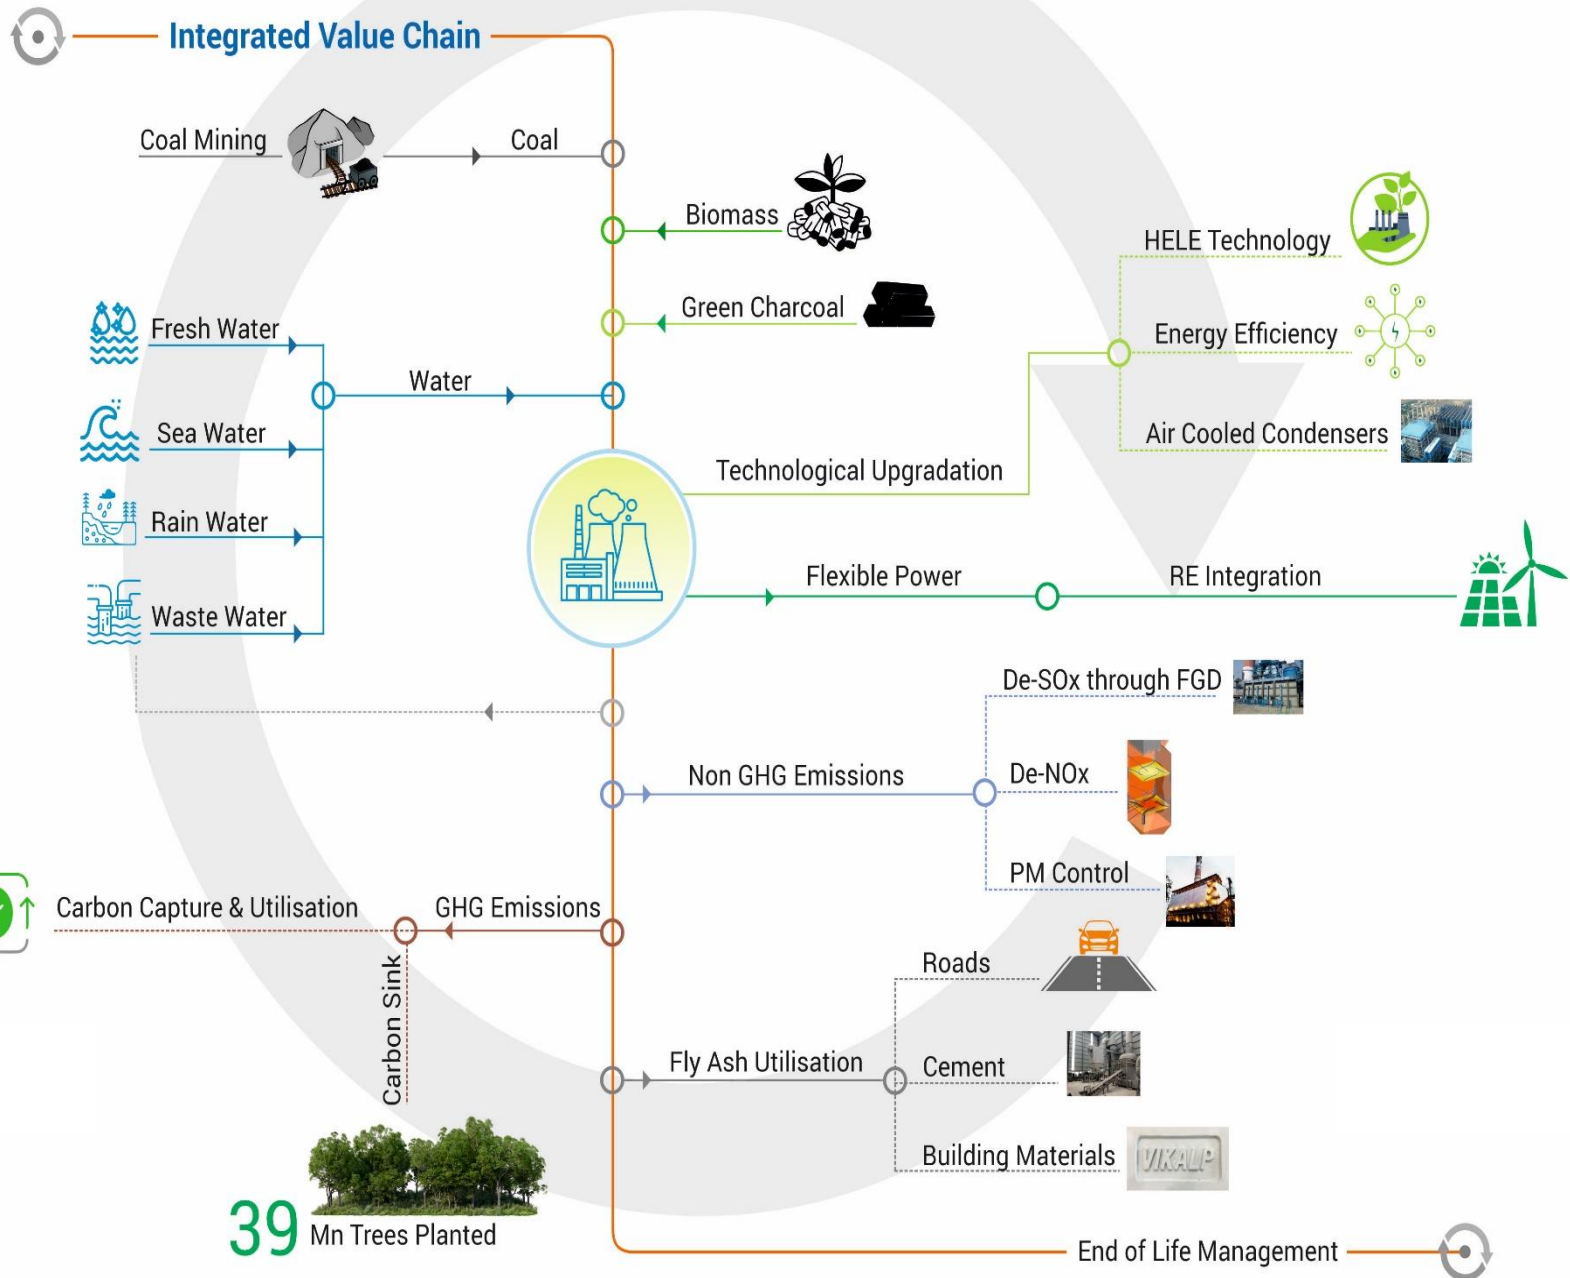 Integrated Value Chain
Coal Mining
Coal
Biomass
Green Charcoal
Fresh Water
Sea Water
Rain Water
Waste Water
Water
Technological Upgradation
HELE Technology
Energy Efficiency
Air Cooled Condensers
Flexible Power
RE Integration
Non GHG Emissions
De-SOx through FGD
De-NOx
PM Control
Carbon Capture & Utilisation
GHG Emissions
Carbon Sink
39 Mn Trees Planted
Fly Ash Utilisation
Roads
Cement
Building Materials
VIKALP
End of Life Management